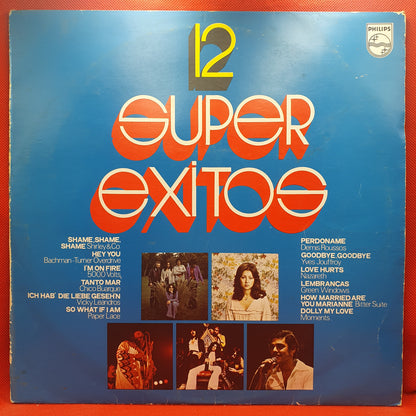 12
PHILIPS
SUPER
EXITOS
SHAME, SHAME,
SHAME Shirley & Co.
HEY YOU
Bachman-Turner Overdrive
I'M ON FIRE
5000 Volts
TANTO MAR
Chico Buarque
ICH HAB' DIE LIEBE GESEH'N
Vicky Leandros
SO WHAT IF I AM
Paper Lace
PERDONAME
Demis Roussos
GOODBYE, GOODBYE
Yves Jouffroy
LOVE HURTS
Nazareth
LEMBRANÇAS
Green Windows
HOW MARRIED ARE
YOU MARIANNE Bitter Suite
DOLLY MY LOVE
Moments